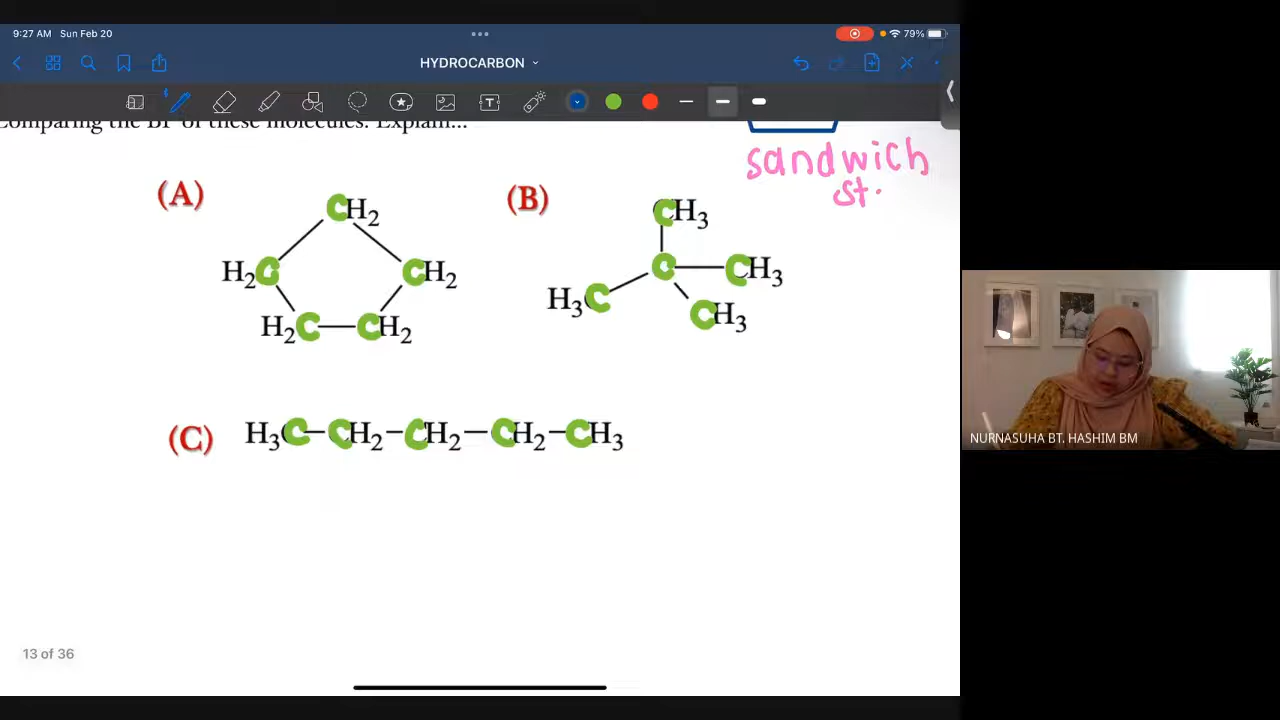 9:27 AM Sun Feb 20
79%
HYDROCARBON
T
Comparing the BP of these molecules. Explain...
sandwich
st.
(A)
CH2
H2C
CH2
H2C—CH2
(B)
CH3
C—CH3
H3C
CH3
(C) H3C—CH2—CH2—CH2—CH3
13 of 36
NURNASUHA BT. HASHIM BM